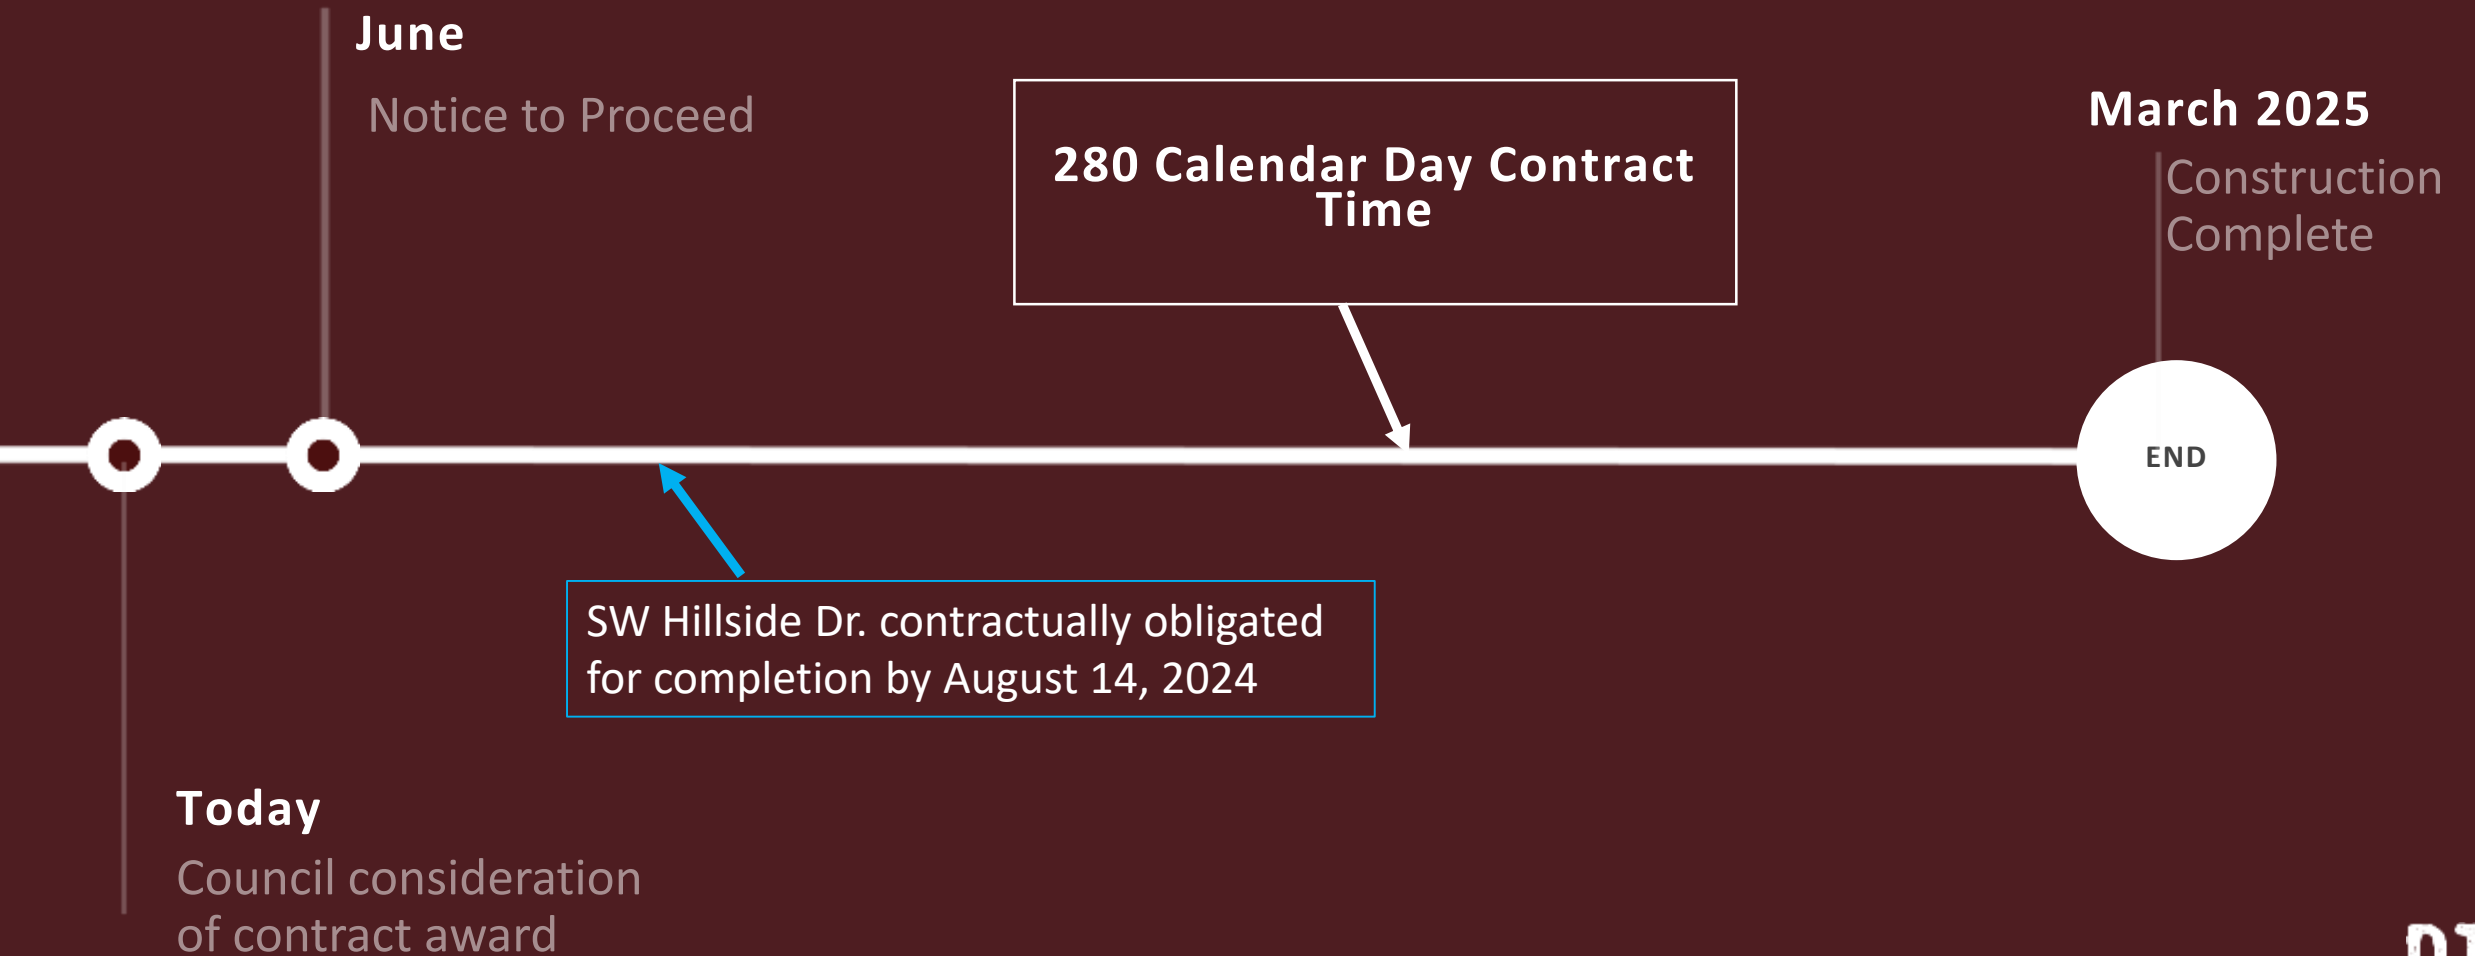 June
Notice to Proceed
280 Calendar Day Contract
Time
March 2025
Construction
Complete
END
SW Hillside Dr. contractually obligated
for completion by August 14, 2024
Today
Council consideration
of contract award